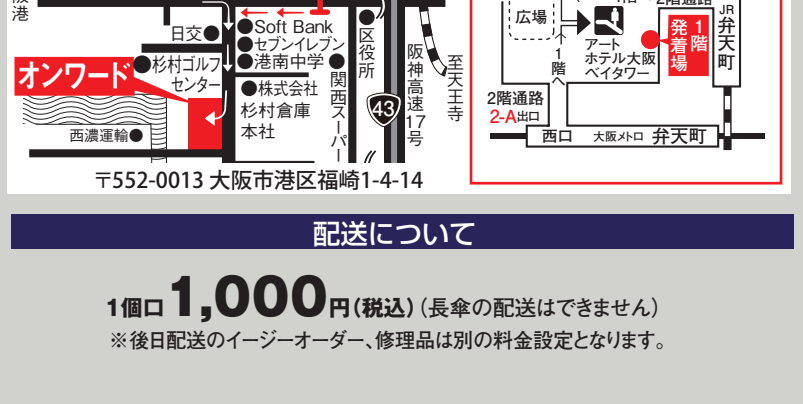 港
日交●
●Soft Bank
●セブンイレブン
●港南中学
●区役所
オンワード
●杉村ゴルフ
センター
●株式会社
杉村倉庫
本社
●関西スーパー
43
阪神高速17号
至天王寺
西濃運輸●
〒552-0013 大阪市港区福崎1-4-14
広場
2階通路
アート
ホテル大阪
ベイタワー
1階へ
1階
発着場
JR
弁天町
2階通路
2-A出口
西口 大阪メトロ 弁天町
配送について
1個口1,000円(税込)(長傘の配送はできません)
※後日配送のイージーオーダー、修理品は別の料金設定となります。